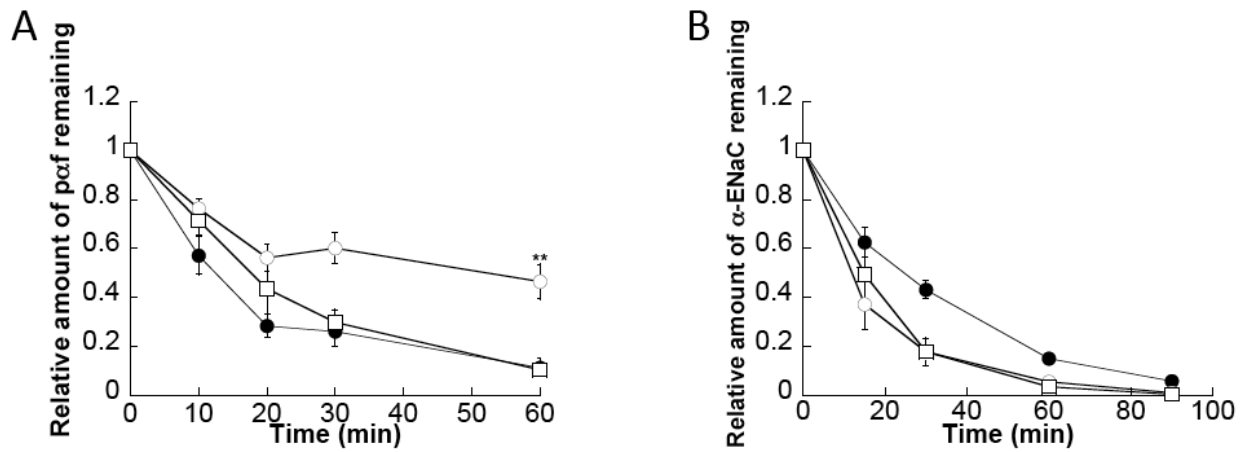 A
Relative amount of pαf remaining
1.2
1
0.8
0.6
0.4
0.2
0
**
0 10 20 30 40 50 60
Time (min)
B
Relative amount of α-ENaC remaining
1.2
1
0.8
0.6
0.4
0.2
0
0 20 40 60 80 100
Time (min)